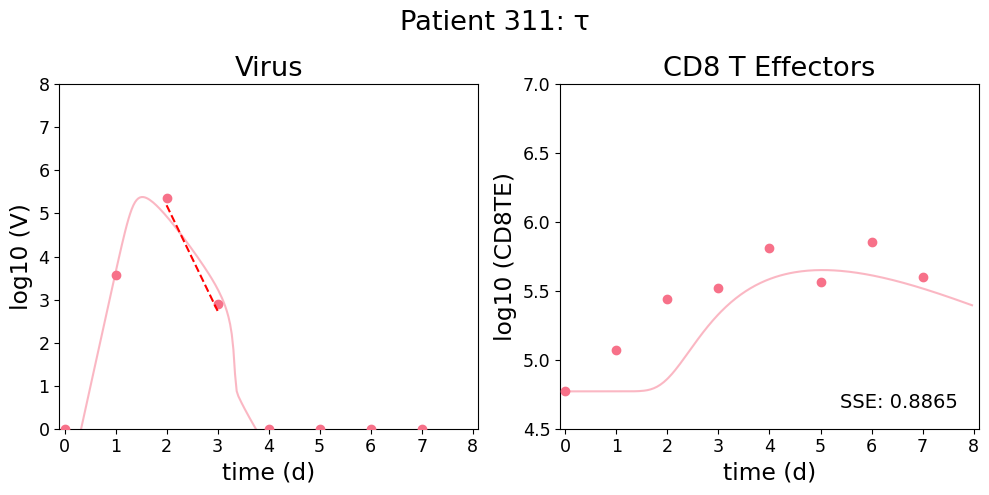 Patient 311: τ
Virus
CD8 T Effectors
log10 (V)
8
7
6
5
4
3
2
1
0
0 1 2 3 4 5 6 7 8
time (d)
log10 (CD8TE)
7.0
6.5
6.0
5.5
5.0
4.5
SSE: 0.8865
0 1 2 3 4 5 6 7 8
time (d)